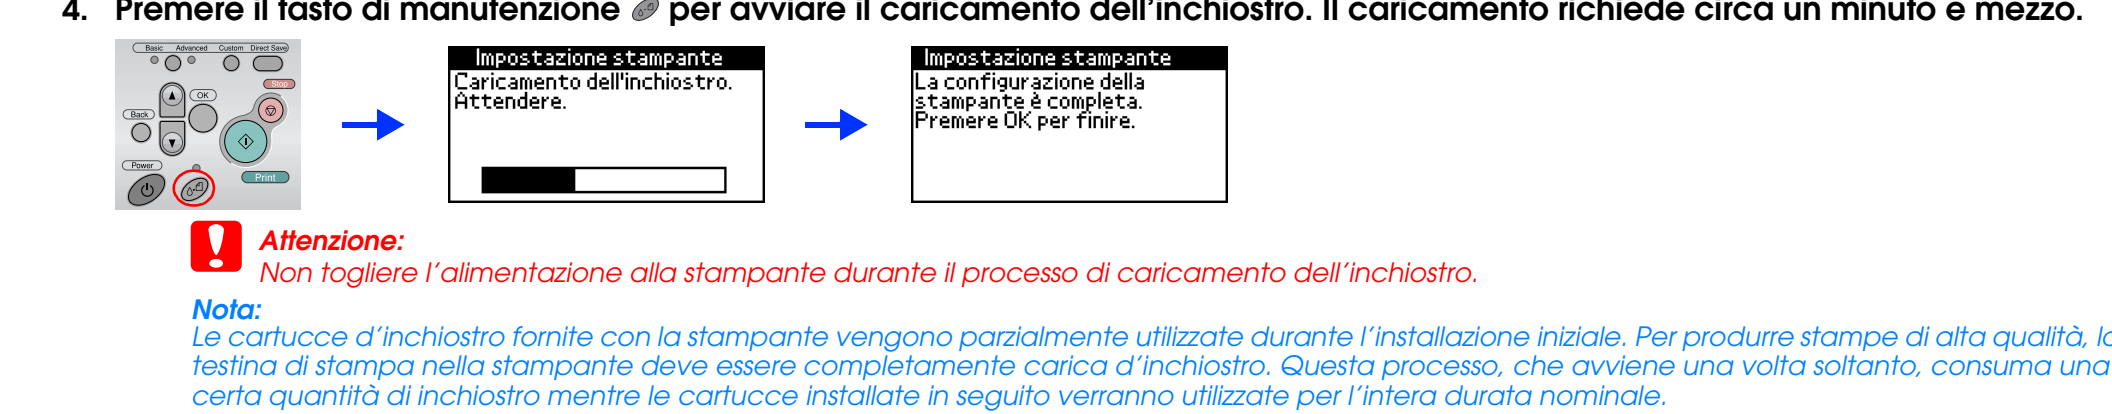 4. Premere il tasto di manutenzione per avviare il caricamento dell'inchiostro. Il caricamento richiede circa un minuto e mezzo.
Basic Advanced Custom Direct Save
Stop
OK
Back
Power
Print
Impostazione stampante
Caricamento dell'inchiostro.
Attendere.
Impostazione stampante
La configurazione della
stampante è completa.
Premere OK per finire.
Attenzione:
Non togliere l'alimentazione alla stampante durante il processo di caricamento dell'inchiostro.
Nota:
Le cartucce d'inchiostro fornite con la stampante vengono parzialmente utilizzate durante l'installazione iniziale. Per produrre stampe di alta qualità, la
testina di stampa nella stampante deve essere completamente carica d'inchiostro. Questa processo, che avviene una volta soltanto, consuma una
certa quantità di inchiostro mentre le cartucce installate in seguito verranno utilizzate per l'intera durata nominale.